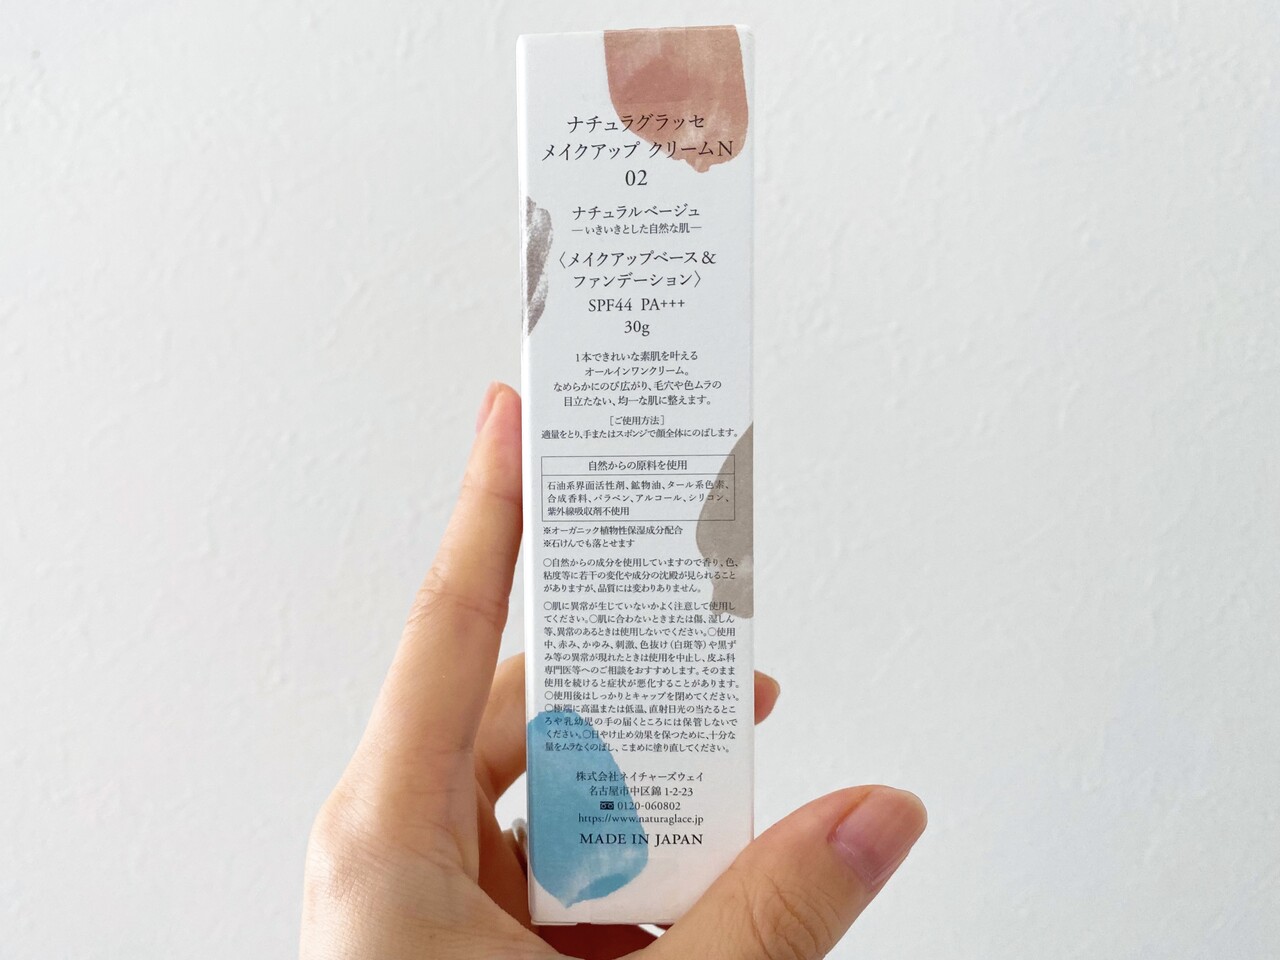 ナチュラグラッセ
メイクアップ クリームN
02
ナチュラルベージュ
―いきいきとした自然な肌―
〈メイクアップベース&
ファンデーション〉
SPF44 PA+++
30g
1本できれいな素肌を叶える
オールインワンクリーム。
なめらかにのび広がり、毛穴や色ムラの
目立たない、均一な肌に整えます。
［ご使用方法］
適量をとり、手またはスポンジで顔全体にのばします。
自然からの原料を使用
石油系界面活性剤、鉱物油、タール系色素、
合成香料、パラベン、アルコール、シリコン、
紫外線吸収剤不使用
※オーガニック植物性保湿成分配合
※石けんでも落とせます
○自然からの成分を使用していますので香り、色、
粘度等に若干の変化や成分の沈殿が見られること
がありますが、品質には変わりありません。
○肌に異常が生じていないかよく注意して使用し
てください。○肌に合わないときまたは傷、湿しん
等、異常のあるときは使用しないでください。○使用
中、赤み、かゆみ、刺激、色抜け(白斑等)や黒ず
み等の異常が現れたときは使用を中止し、皮ふ科
専門医等へのご相談をおすすめします。そのまま
使用を続けると症状が悪化することがあります。
○使用後はしっかりとキャップを閉めてください。
○極端に高温または低温、直射日光の当たるとこ
ろや乳幼児の手の届くところには保管しないで
ください。○日やけ止め効果を保つために、十分な
量をムラなくのばし、こまめに塗り直してください。
株式会社ネイチャーズウェイ
名古屋市中区錦 1-2-23
0120-060802
https://www.naturaglace.jp
MADE IN JAPAN